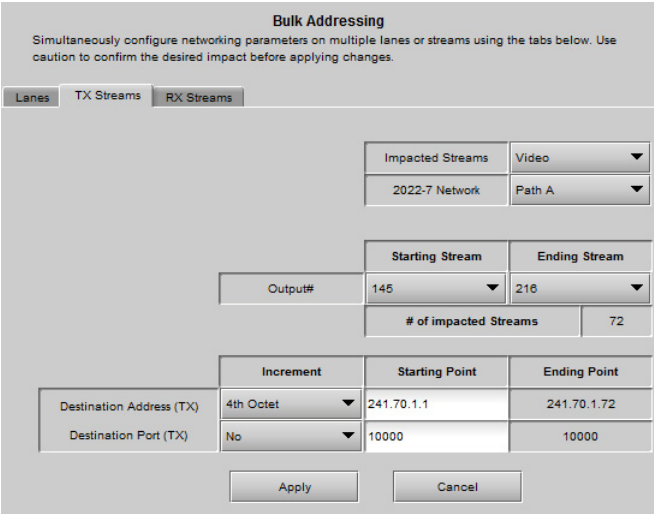 Bulk Addressing
Simultaneously configure networking parameters on multiple lanes or streams using the tabs below. Use
caution to confirm the desired impact before applying changes.
Lanes TX Streams RX Streams
Impacted Streams Video
2022-7 Network Path A
Starting Stream Ending Stream
Output# 145 216
# of impacted Streams 72
Increment Starting Point Ending Point
Destination Address (TX) 4th Octet 241.70.1.1 241.70.1.72
Destination Port (TX) No 10000 10000
Apply Cancel